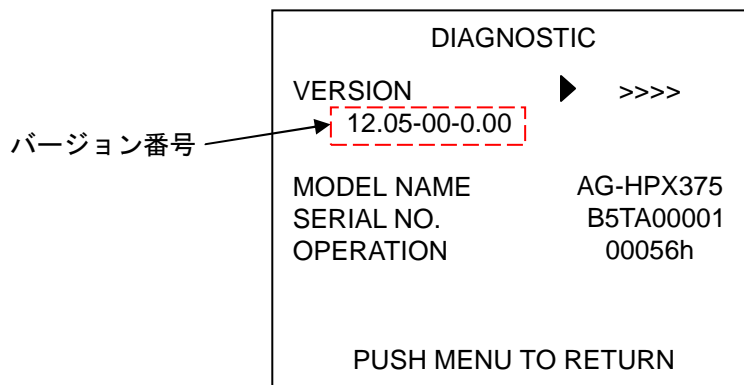 DIAGNOSTIC
VERSION ▶ >>>>
12.05-00-0.00
バージョン番号
MODEL NAME AG-HPX375
SERIAL NO. B5TA00001
OPERATION 00056h
PUSH MENU TO RETURN